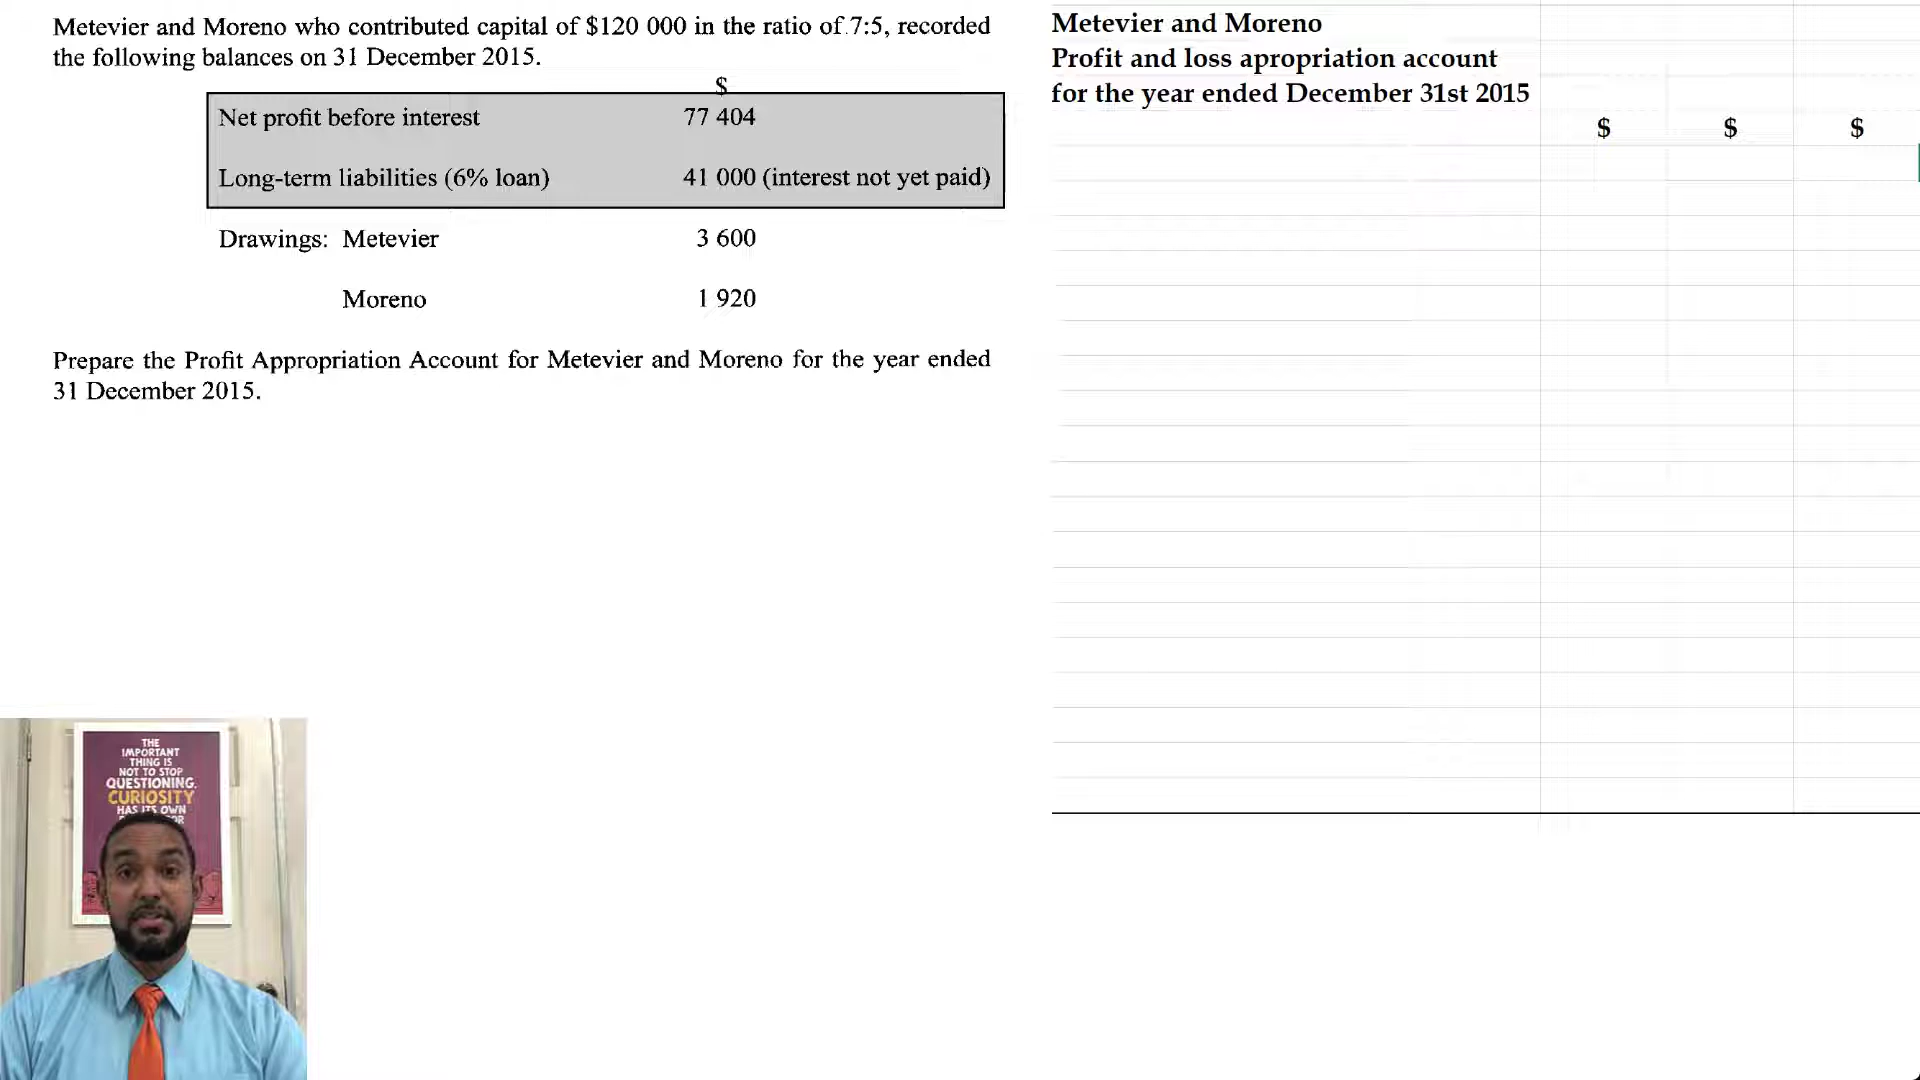 Metevier and Moreno who contributed capital of $120 000 in the ratio of 7:5, recorded
the following balances on 31 December 2015.
$
Net profit before interest 77 404
Long-term liabilities (6% loan) 41 000 (interest not yet paid)
Drawings: Metevier 3 600
Moreno 1 920
Prepare the Profit Appropriation Account for Metevier and Moreno for the year ended
31 December 2015.
Metevier and Moreno
Profit and loss apropriation account
for the year ended December 31st 2015
$ $ $
THE
IMPORTANT
THING IS
NOT TO STOP
QUESTIONING.
CURIOSITY
HAS ITS OWN